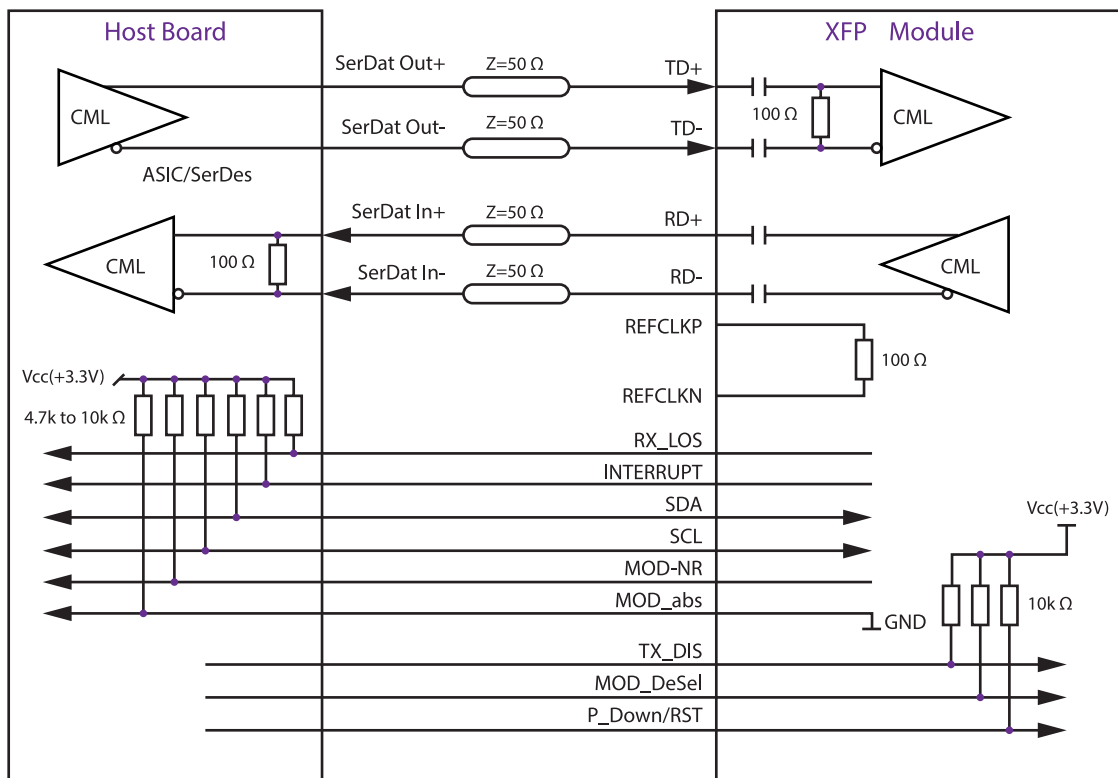 Host Board
XFP Module
SerDat Out+
Z=50 Ω
TD+
CML
100 Ω
CML
SerDat Out-
Z=50 Ω
TD-
ASIC/SerDes
SerDat In+
Z=50 Ω
RD+
CML
100 Ω
SerDat In-
Z=50 Ω
RD-
CML
REFCLKP
100 Ω
REFCLKN
Vcc(+3.3V)
4.7k to 10k Ω
RX_LOS
INTERRUPT
SDA
SCL
MOD-NR
MOD_abs
GND
Vcc(+3.3V)
10k Ω
TX_DIS
MOD_DeSel
P_Down/RST